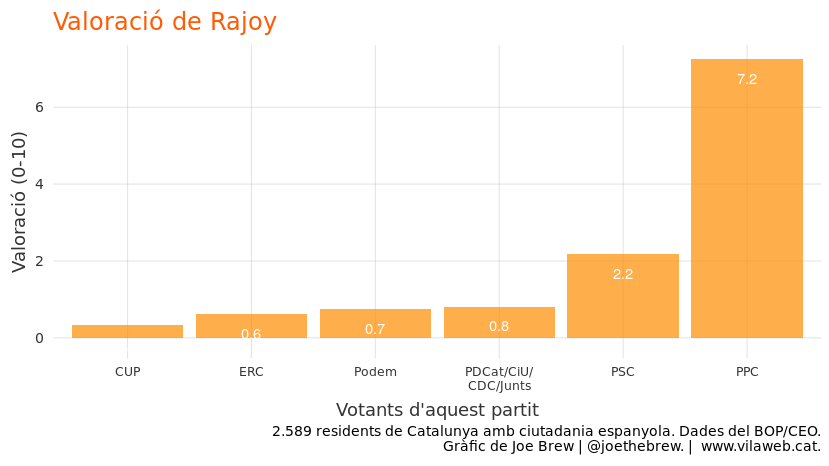 Valoració de Rajoy
Valoració (0-10)
6
4
2
0
0.6
0.7
0.8
2.2
7.2
CUP
ERC
Podem
PDCat/CiU/
CDC/Junts
PSC
PPC
Votants d'aquest partit
2.589 residents de Catalunya amb ciutadania espanyola. Dades del BOP/CEO.
Gràfic de Joe Brew | @joethebrew. | www.vilaweb.cat.